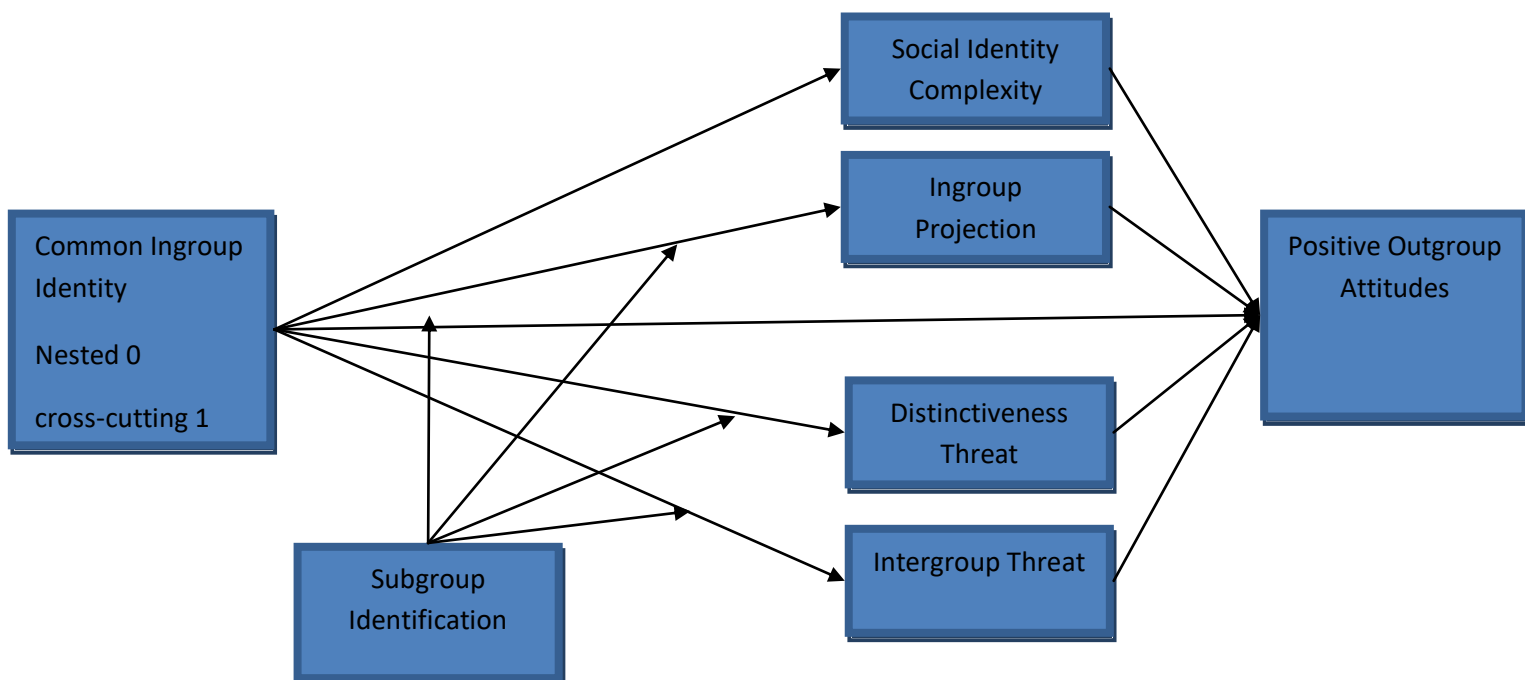 Social Identity
Complexity
Ingroup
Projection
Common Ingroup
Identity
Nested 0
cross-cutting 1
Positive Outgroup
Attitudes
Distinctiveness
Threat
Intergroup Threat
Subgroup
Identification